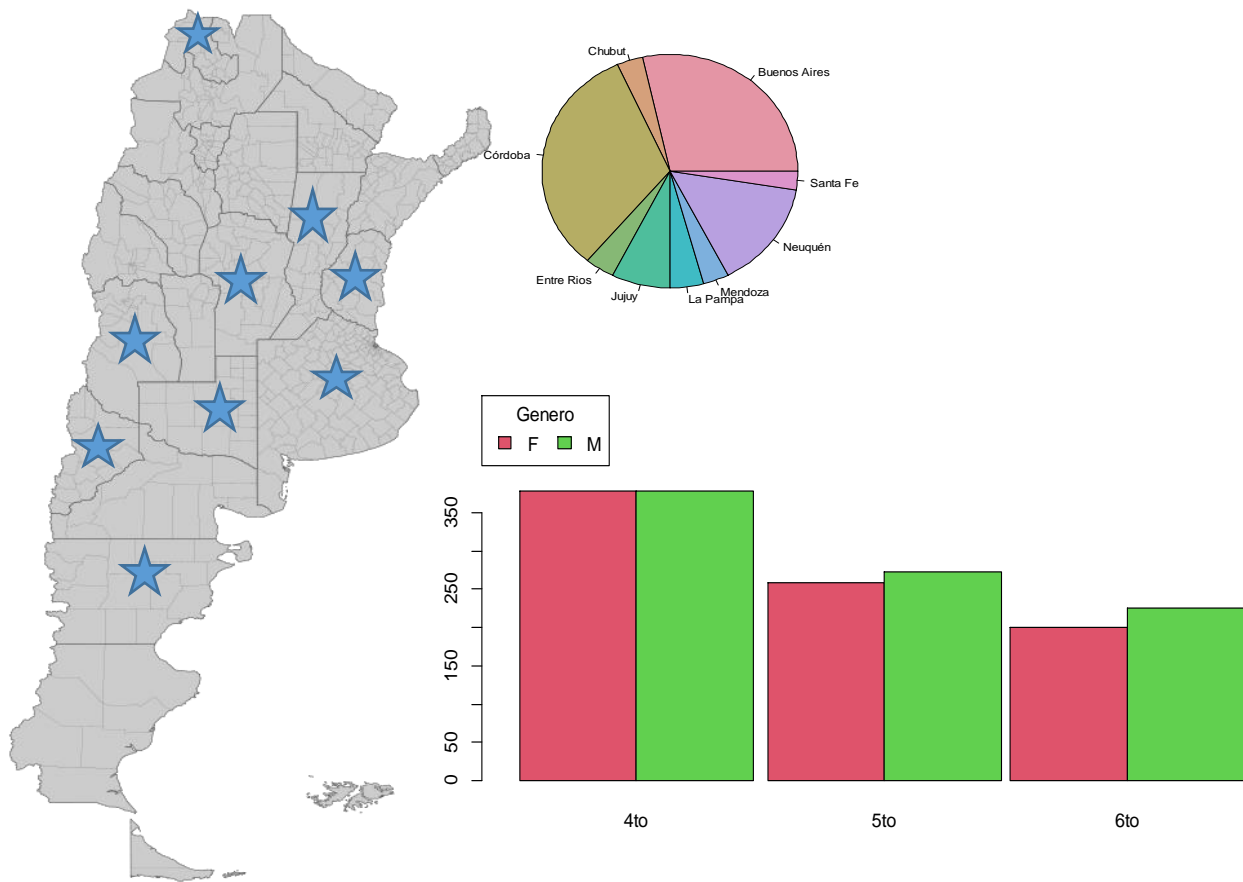 Chubut
Buenos Aires
Córdoba
Santa Fe
Neuquén
Entre Rios
Jujuy
La Pampa
Mendoza
Genero
F M
350
250
150
50
0
4to 5to 6to